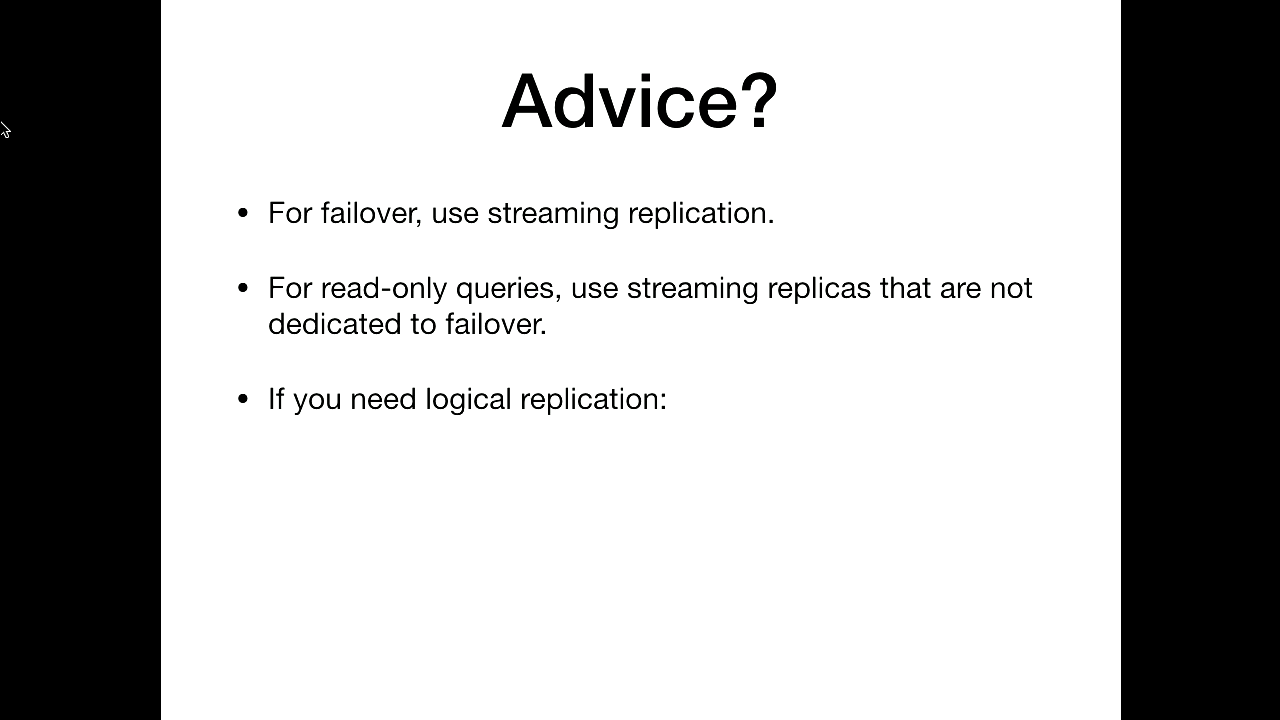 Advice?
• For failover, use streaming replication.
• For read-only queries, use streaming replicas that are not
dedicated to failover.
• If you need logical replication: